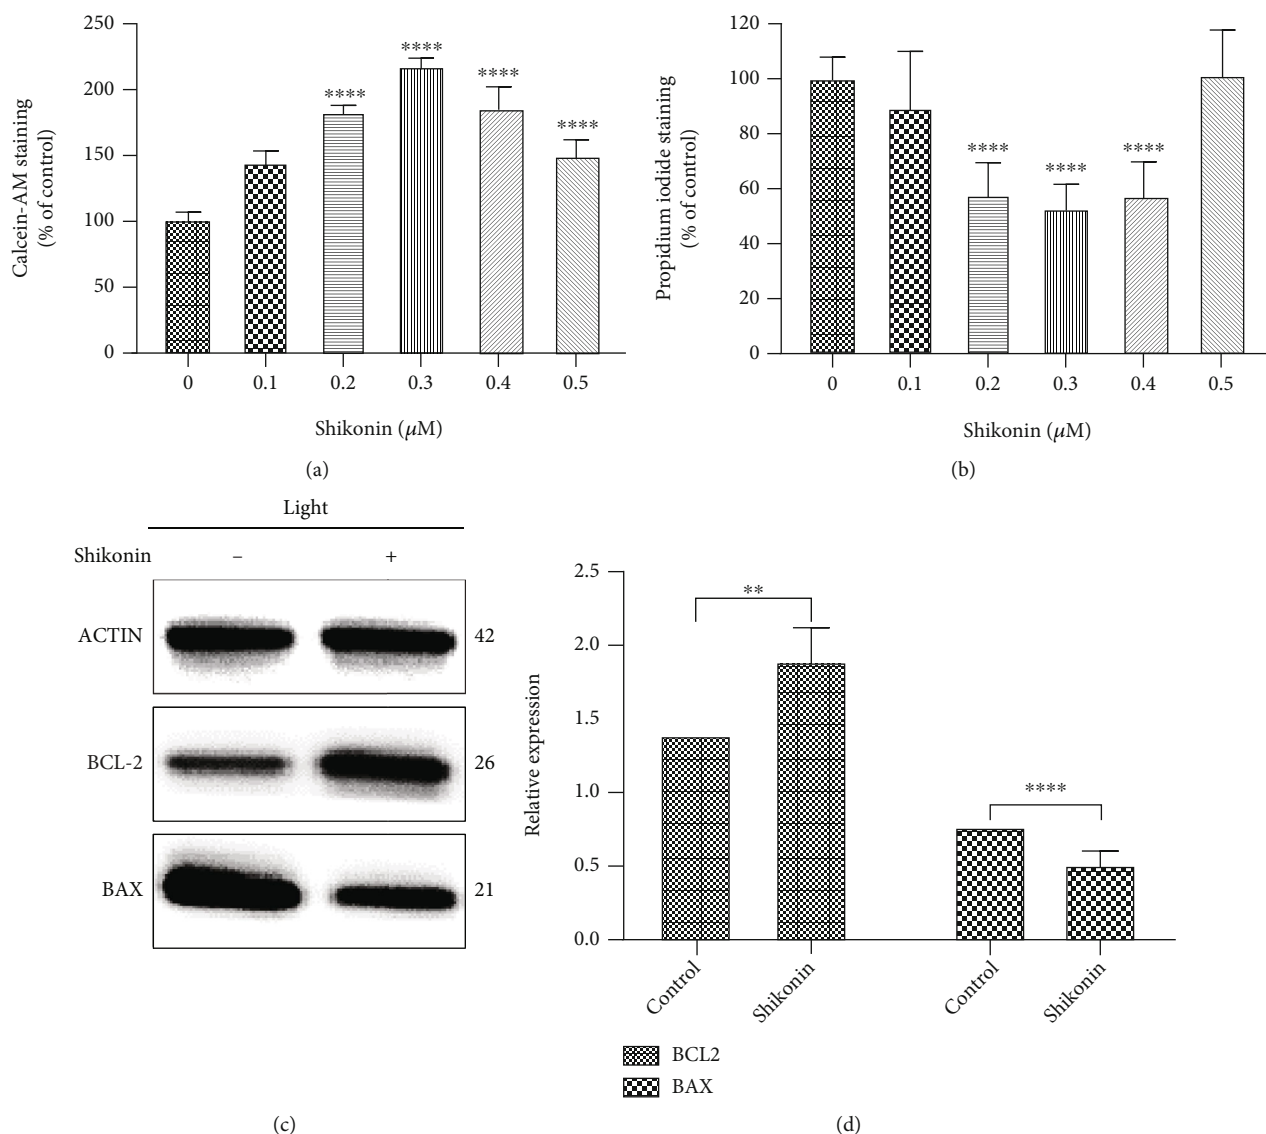 250
200
150
100
50
0
Calcein-AM staining
(% of control)
****
****
****
****
0 0.1 0.2 0.3 0.4 0.5
Shikonin (μM)
(a)
120
100
80
60
40
20
0
Propidium iodide staining
(% of control)
****
****
****
0 0.1 0.2 0.3 0.4 0.5
Shikonin (μM)
(b)
Light
Shikonin – +
ACTIN 42
BCL-2 26
BAX 21
(c)
2.5
2.0
1.5
1.0
0.5
0.0
Relative expression
**
****
Control Shikonin Control Shikonin
BCL2
BAX
(d)